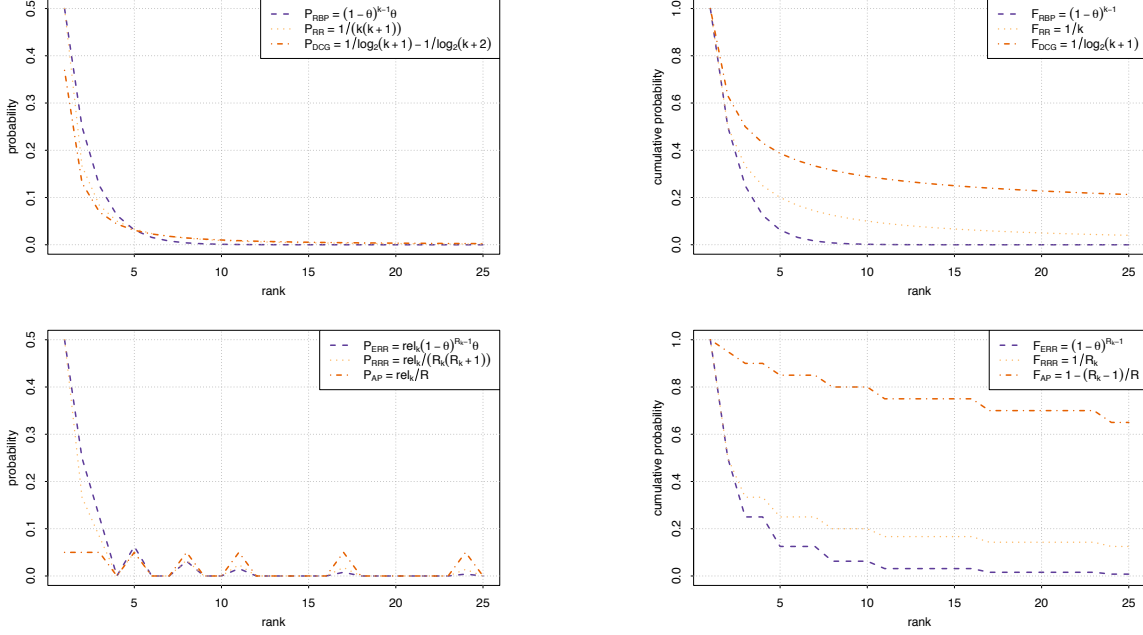 P_RBP = (1 − θ)^{k−1}θ
P_RR = 1/(k(k + 1))
P_DCG = 1/log₂(k + 1) − 1/log₂(k + 2)
probability
0.0
0.1
0.2
0.3
0.4
0.5
5
10
15
20
25
rank
F_RBP = (1 − θ)^{k−1}
F_RR = 1/k
F_DCG = 1/log₂(k + 1)
cumulative probability
0.0
0.2
0.4
0.6
0.8
1.0
5
10
15
20
25
rank
P_ERR = rel_k(1 − θ)^{R_k−1}θ
P_RRR = rel_k/(R_k(R_k + 1))
P_AP = rel_k/R
probability
0.0
0.1
0.2
0.3
0.4
0.5
5
10
15
20
25
rank
F_ERR = (1 − θ)^{R_k−1}
F_RRR = 1/R_k
F_AP = 1 − (R_k − 1)/R
cumulative probability
0.0
0.2
0.4
0.6
0.8
1.0
5
10
15
20
25
rank